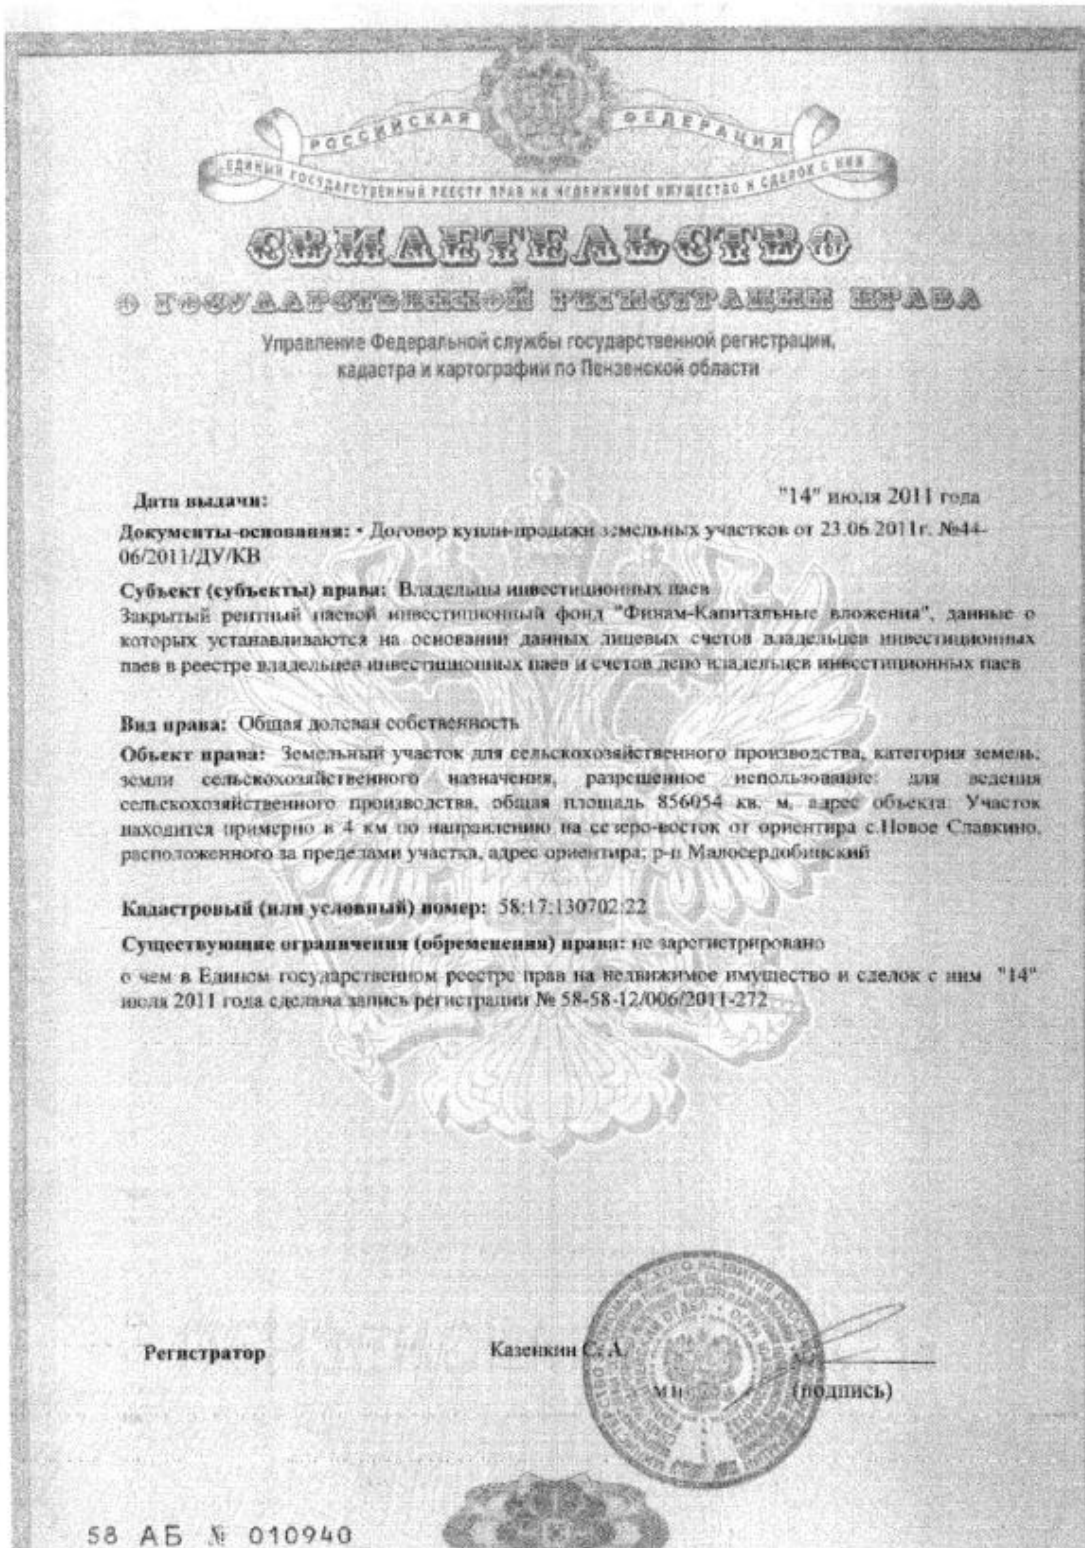 РОССИЙСКАЯ ФЕДЕРАЦИЯ
ЕДИНЫЙ ГОСУДАРСТВЕННЫЙ РЕЕСТР ПРАВ НА НЕДВИЖИМОЕ ИМУЩЕСТВО И СДЕЛОК С НИМ
СВИДЕТЕЛЬСТВО
О ГОСУДАРСТВЕННОЙ РЕГИСТРАЦИИ ПРАВА
Управление Федеральной службы государственной регистрации,
кадастра и картографии по Пензенской области
Дата выдачи: "14" июля 2011 года
Документы-основания: • Договор купли-продажи земельных участков от 23.06.2011г. №44-
06/2011/ДУ/КВ
Субъект (субъекты) права: Владельцы инвестиционных паев
Закрытый рентный паевой инвестиционный фонд "Финам-Капитальные вложения", данные о
которых устанавливаются на основании данных лицевых счетов владельцев инвестиционных
паев в реестре владельцев инвестиционных паев и счетов депо владельцев инвестиционных паев
Вид права: Общая долевая собственность
Объект права: Земельный участок для сельскохозяйственного производства, категория земель:
земли сельскохозяйственного назначения, разрешенное использование: для ведения
сельскохозяйственного производства, общая площадь 856054 кв. м, адрес объекта: Участок
находится примерно в 4 км по направлению на северо-восток от ориентира с.Новое Славкино,
расположенного за пределами участка, адрес ориентира: р-н Малосердобинский
Кадастровый (или условный) номер: 58:17:130702:22
Существующие ограничения (обременения) права: не зарегистрировано
о чем в Едином государственном реестре прав на недвижимое имущество и сделок с ним "14"
июля 2011 года сделана запись регистрации № 58-58-12/006/2011-272
Регистратор Казенкин С. А.
(подпись)
58 АБ № 010940